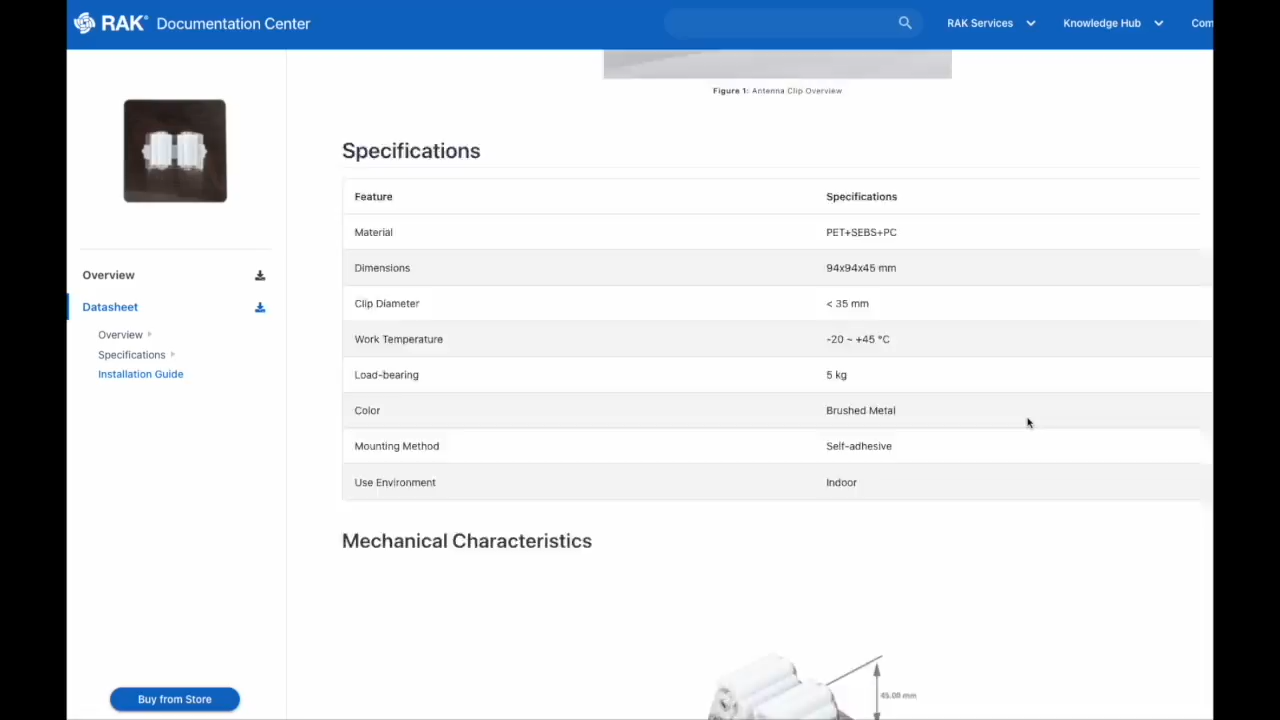 RAK® Documentation Center
RAK Services
Knowledge Hub
Com
Figure 1: Antenna Clip Overview
Specifications
Feature Specifications
Material PET+SEBS+PC
Dimensions 94x94x45 mm
Clip Diameter < 35 mm
Work Temperature -20 ~ +45 °C
Load-bearing 5 kg
Color Brushed Metal
Mounting Method Self-adhesive
Use Environment Indoor
Mechanical Characteristics
45.00 mm
Overview
Datasheet
Overview
Specifications
Installation Guide
Buy from Store